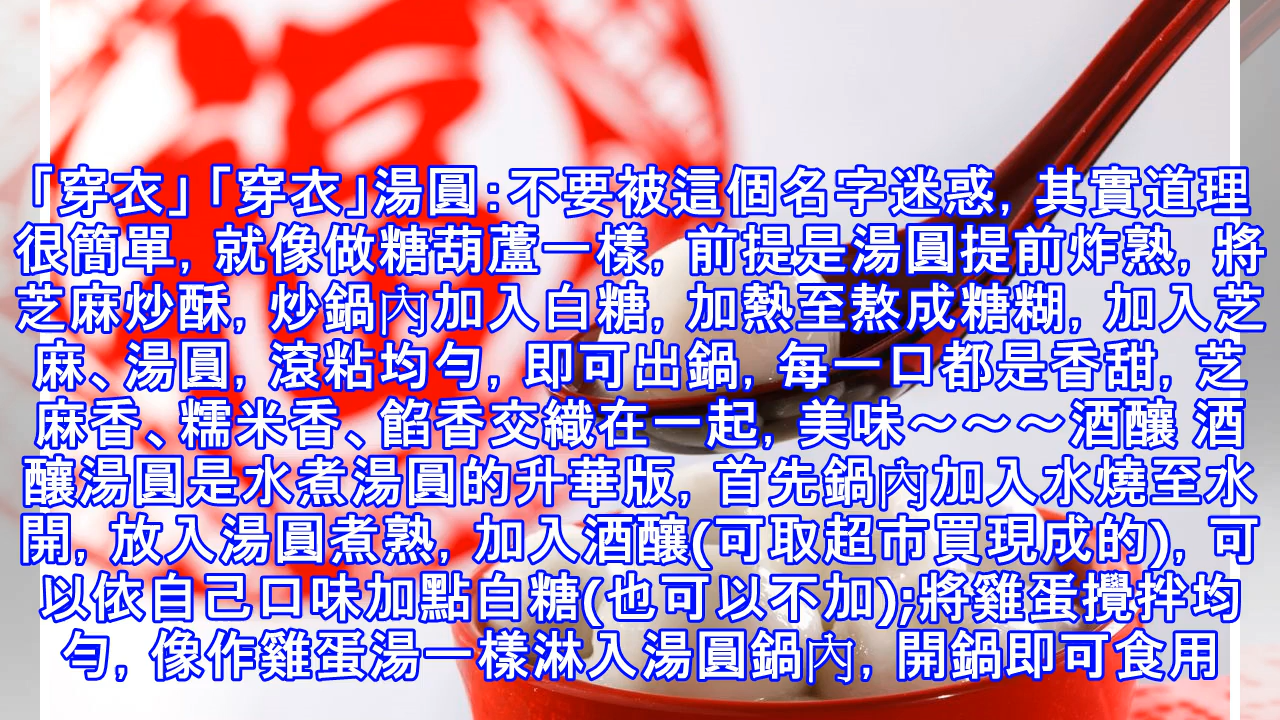 「穿衣」「穿衣」湯圓：不要被這個名字迷惑, 其實道理
很簡單, 就像做糖葫蘆一樣, 前提是湯圓提前炸熟, 將
芝麻炒酥, 炒鍋內加入白糖, 加熱至熬成糖糊, 加入芝
麻、湯圓, 滾粘均勻, 即可出鍋, 每一口都是香甜, 芝
麻香、糯米香、餡香交織在一起, 美味～～～酒釀 酒
釀湯圓是水煮湯圓的升華版, 首先鍋內加入水燒至水
開, 放入湯圓煮熟, 加入酒釀(可取超市買現成的), 可
以依自己口味加點白糖(也可以不加);將雞蛋攪拌均
勻, 像作雞蛋湯一樣淋入湯圓鍋內, 開鍋即可食用